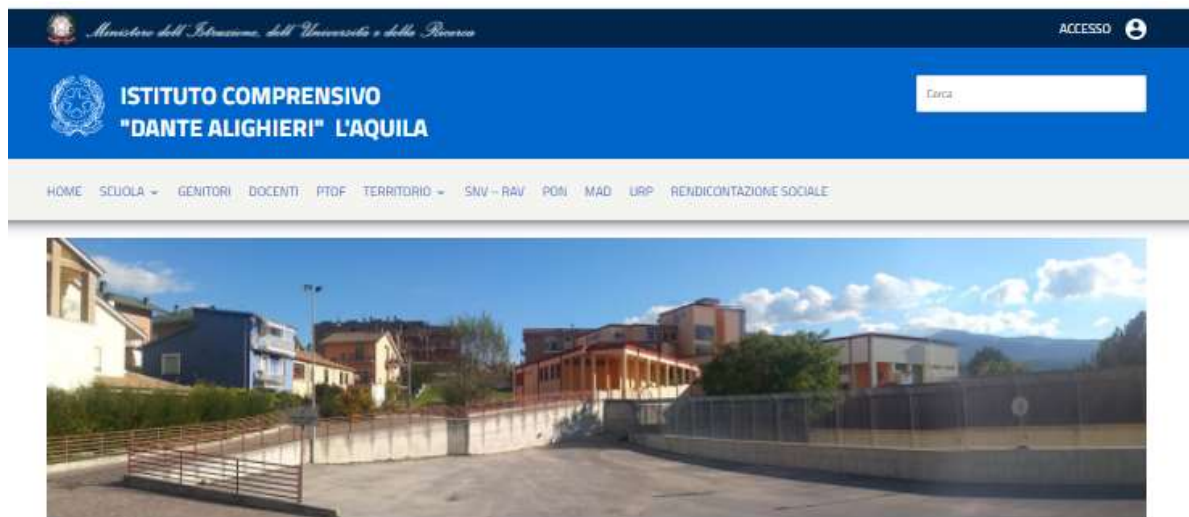 Ministero dell'Istruzione, dell'Università e della Ricerca
ACCESSO
ISTITUTO COMPRENSIVO
"DANTE ALIGHIERI" L'AQUILA
Cerca
HOME SCUOLA GENITORI DOCENTI PTOF TERRITORIO SNV – RAV PON MAD URP RENDICONTAZIONE SOCIALE